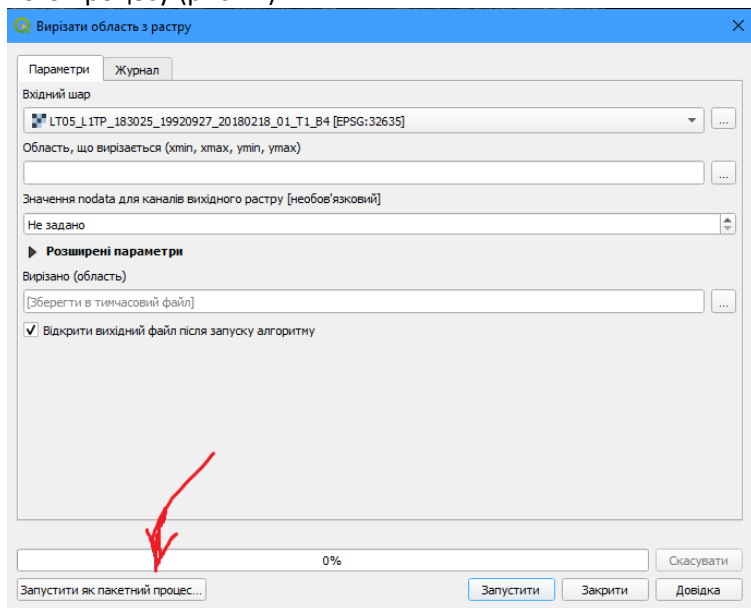 Вирізати область з растру
Параметри Журнал
Вхідний шар
LT05_L1TP_183025_19920927_20180218_01_T1_B4 [EPSG:32635]
...
Область, що вирізається (xmin, xmax, ymin, ymax)
...
Значення nodata для каналів вихідного растру [необов'язковий]
Не задано
Розширені параметри
Вирізано (область)
[Зберегти в тимчасовий файл]
...
Відкрити вихідний файл після запуску алгоритму
0%
Скасувати
Запустити як пакетний процес... Запустити Закрити Довідка